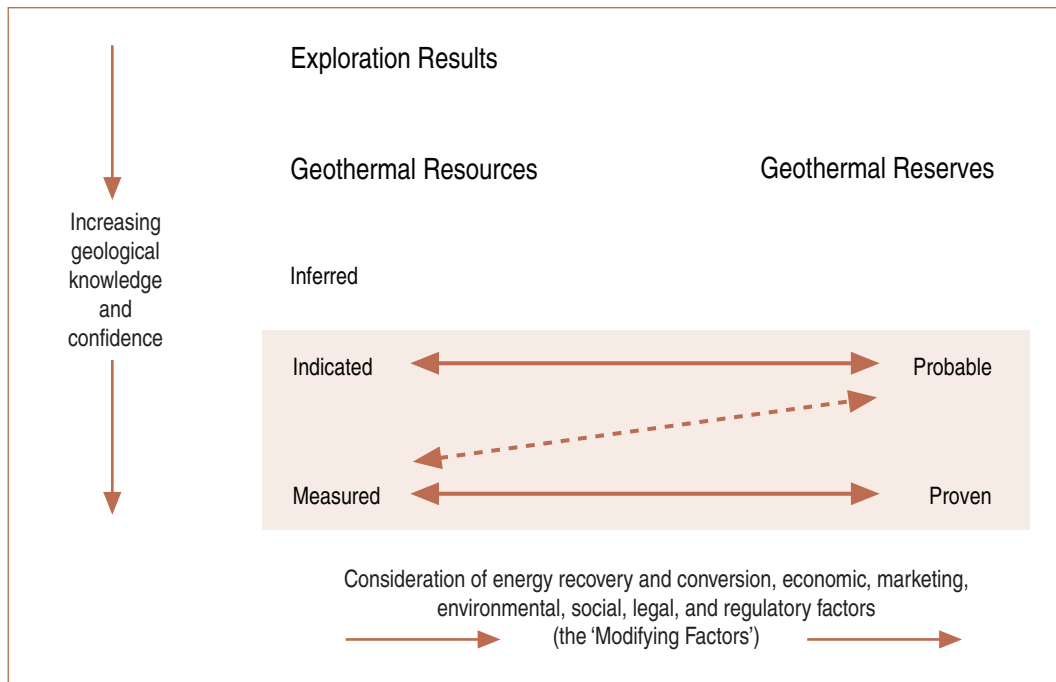 Exploration Results
Geothermal Resources
Geothermal Reserves
Increasing
geological
knowledge
and
confidence
Inferred
Indicated
Probable
Measured
Proven
Consideration of energy recovery and conversion, economic, marketing,
environmental, social, legal, and regulatory factors
(the ‘Modifying Factors’)